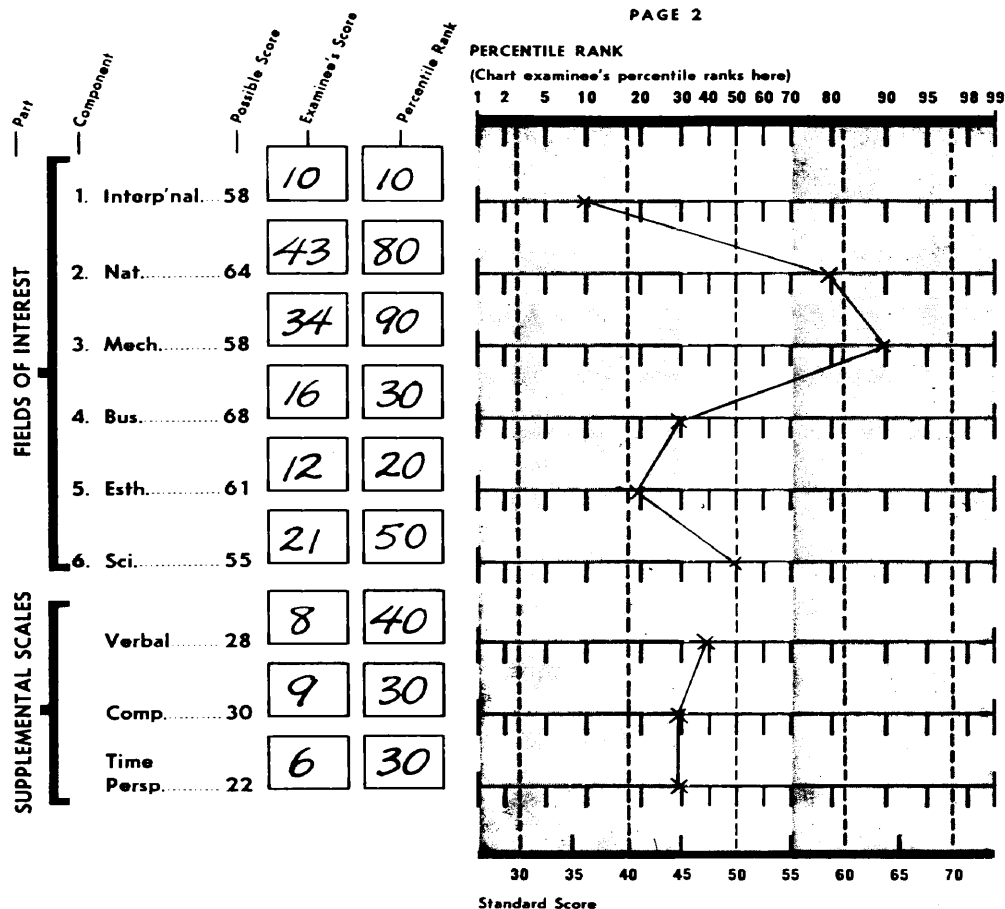 PAGE 2
Part
Component
Possible Score
Examinee's Score
Percentile Rank
PERCENTILE RANK
(Chart examinee's percentile ranks here)
1 2 5 10 20 30 40 50 60 70 80 90 95 98 99
FIELDS OF INTEREST
1. Interp'nal. 58 10 10
2. Nat. 64 43 80
3. Mech. 58 34 90
4. Bus. 68 16 30
5. Esth. 61 12 20
6. Sci. 55 21 50
SUPPLEMENTAL SCALES
Verbal 28 8 40
Comp. 30 9 30
Time
Persp. 22 6 30
30 35 40 45 50 55 60 65 70
Standard Score